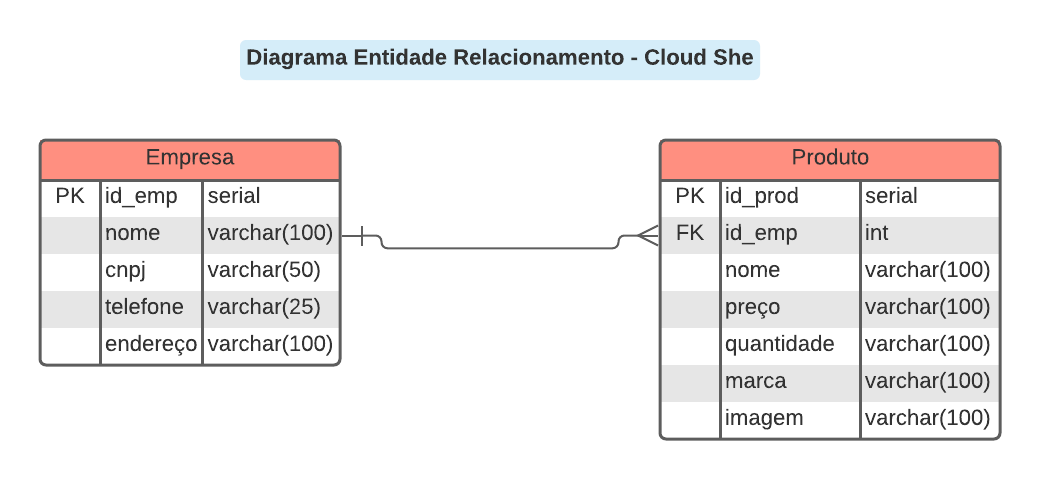 Diagrama Entidade Relacionamento - Cloud She
Empresa
PK id_emp serial
nome varchar(100)
cnpj varchar(50)
telefone varchar(25)
endereço varchar(100)
Produto
PK id_prod serial
FK id_emp int
nome varchar(100)
preço varchar(100)
quantidade varchar(100)
marca varchar(100)
imagem varchar(100)